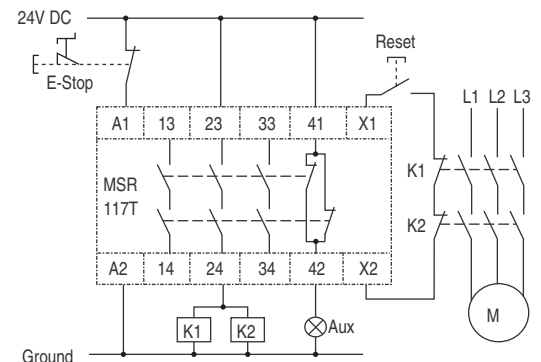 24V DC
Reset
E-Stop
L1 L2 L3
A1 13 23 33 41 X1
K1
MSR
117T
K2
A2 14 24 34 42 X2
K1 K2 Aux
M
Ground